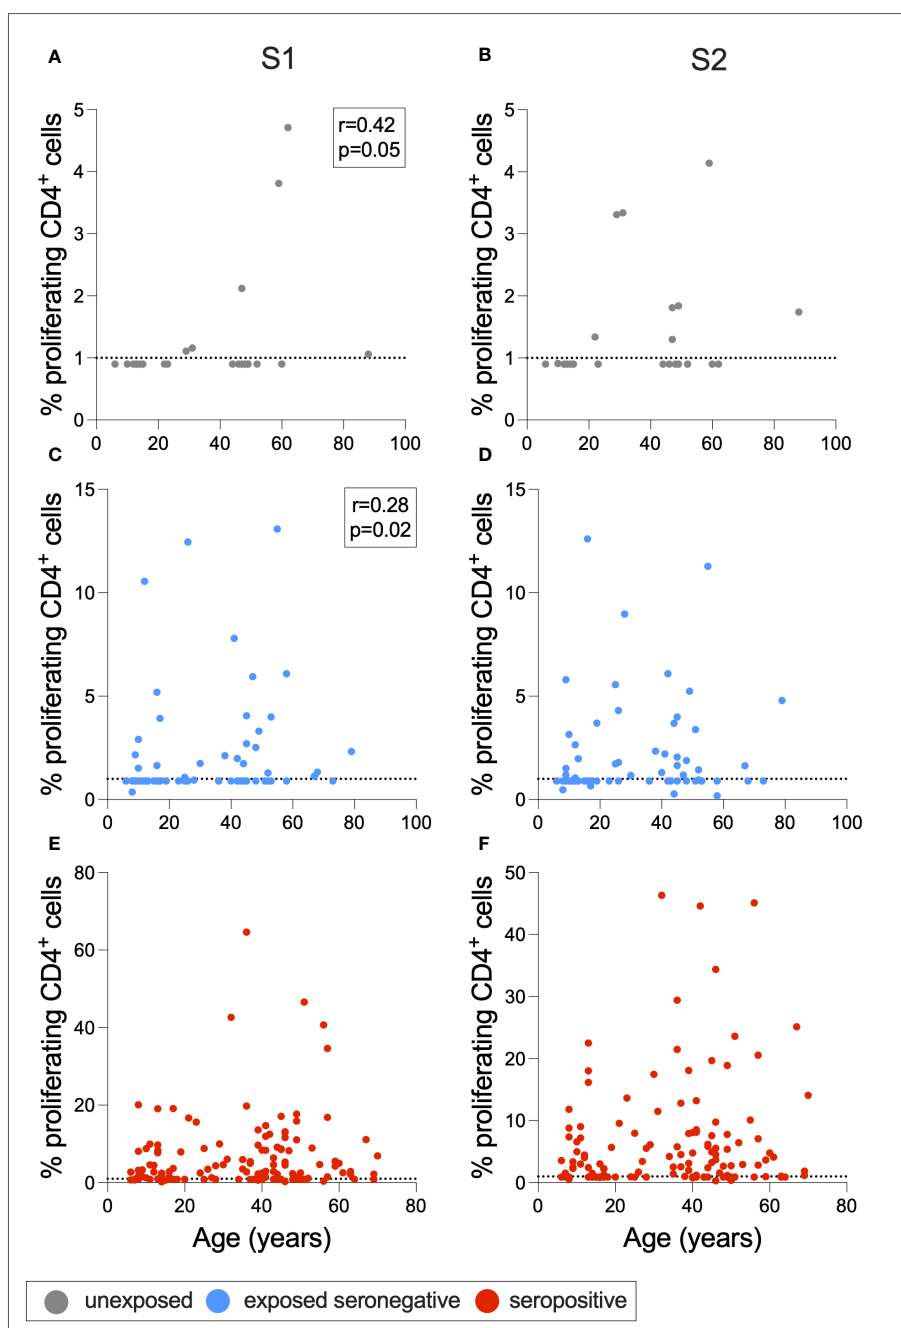 A
S1
B
S2
% proliferating CD4+ cells
5
4
3
2
1
0
r=0.42
p=0.05
0 20 40 60 80 100
% proliferating CD4+ cells
5
4
3
2
1
0
0 20 40 60 80 100
C
% proliferating CD4+ cells
15
10
5
0
r=0.28
p=0.02
0 20 40 60 80 100
D
% proliferating CD4+ cells
15
10
5
0
0 20 40 60 80 100
E
% proliferating CD4+ cells
80
60
40
20
0
0 20 40 60 80
Age (years)
F
% proliferating CD4+ cells
50
40
30
20
10
0
0 20 40 60 80
Age (years)
unexposed exposed seronegative seropositive